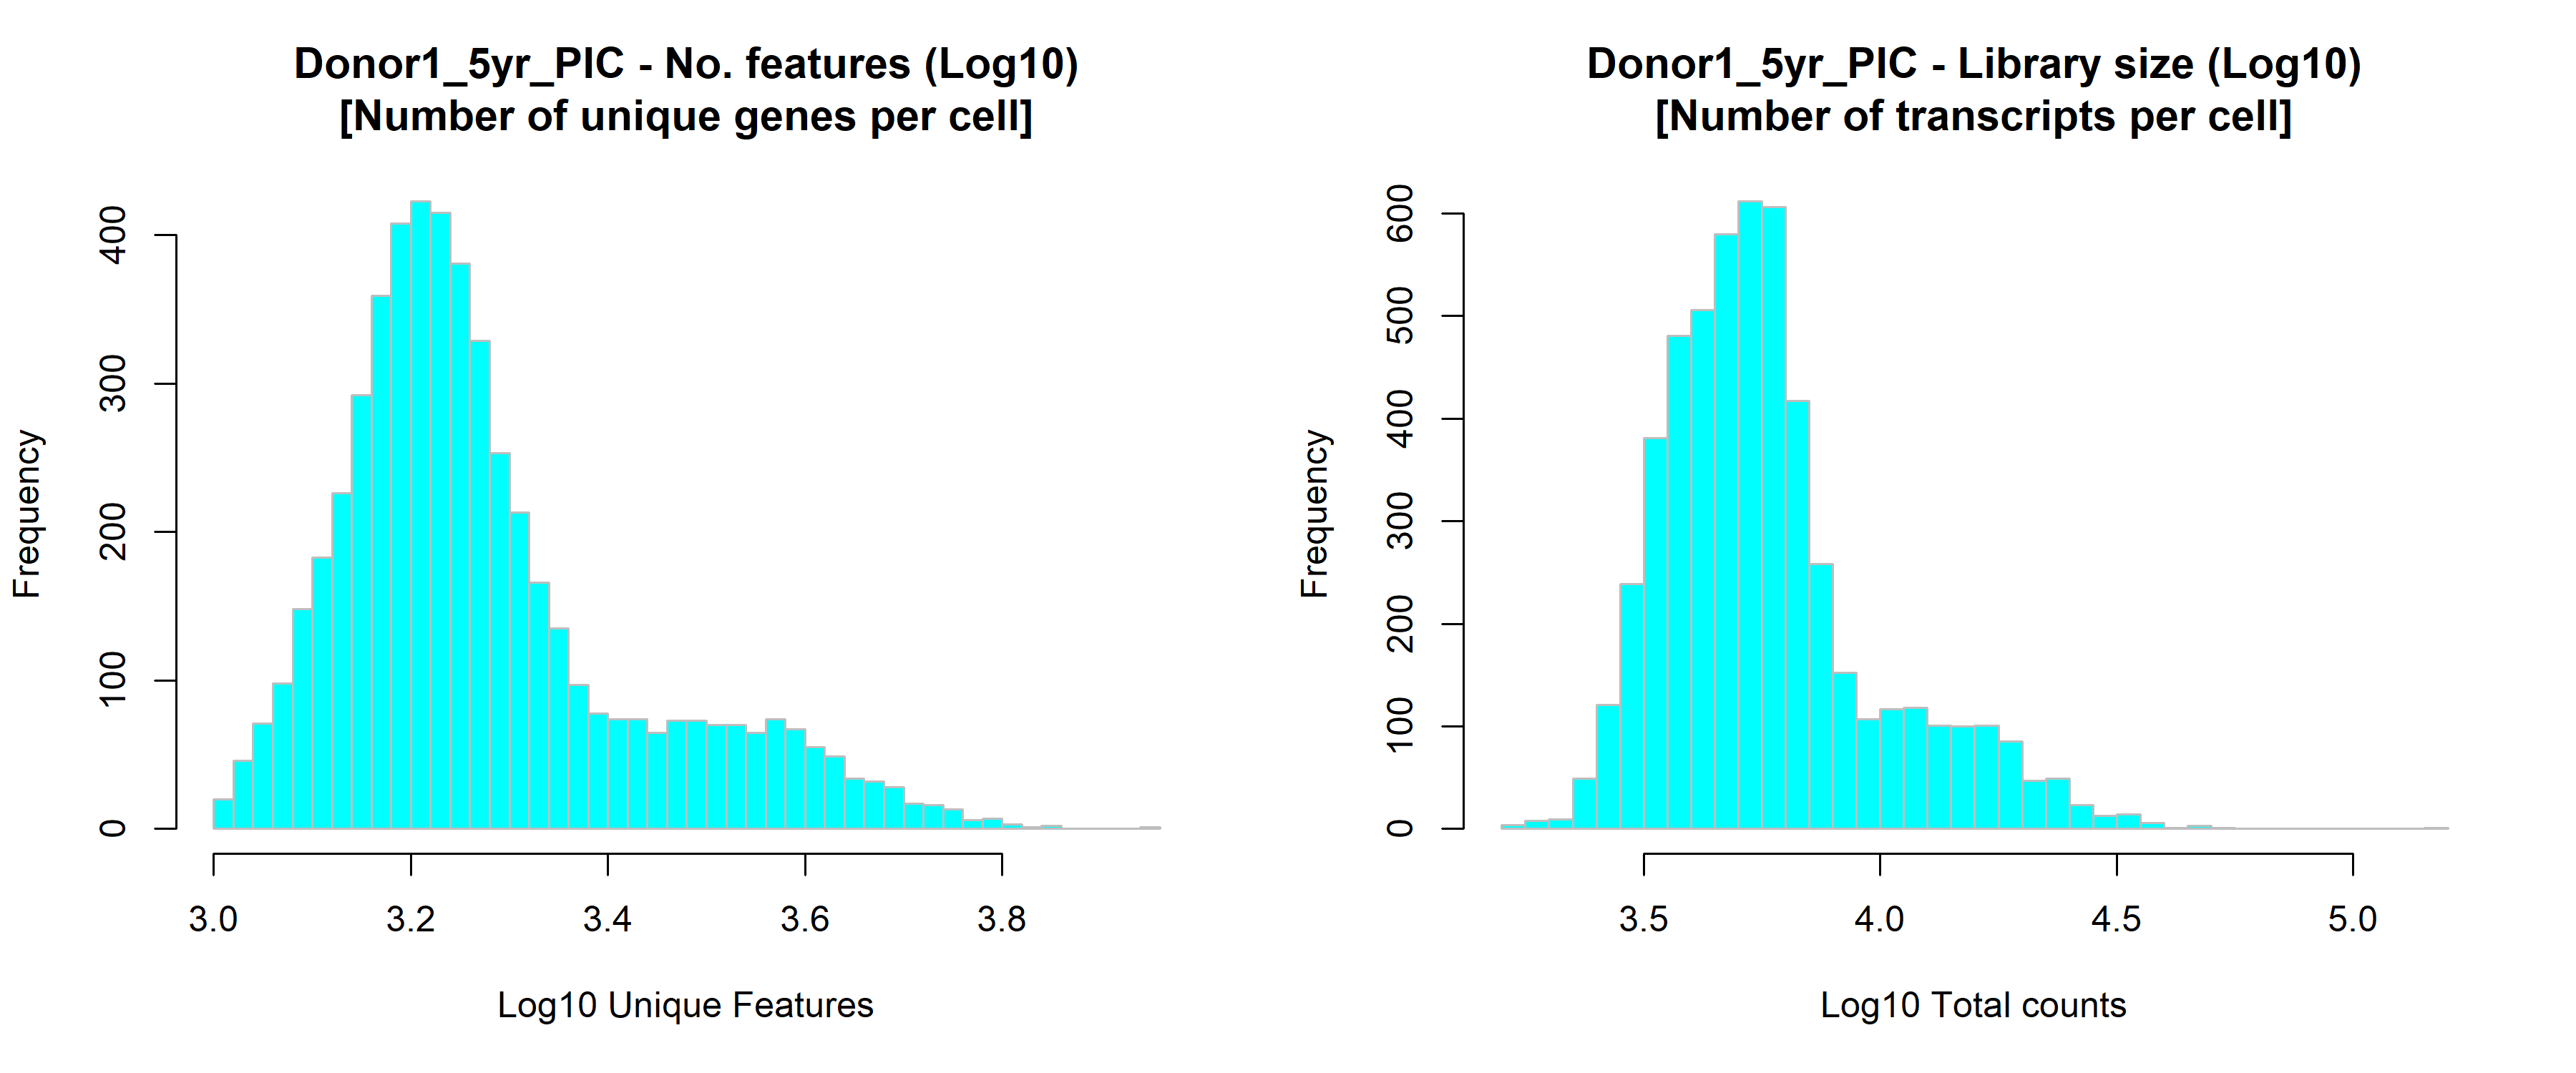 Donor1_5yr_PIC - No. features (Log10)
[Number of unique genes per cell]
Frequency
400
300
200
100
0
3.0 3.2 3.4 3.6 3.8
Log10 Unique Features
Donor1_5yr_PIC - Library size (Log10)
[Number of transcripts per cell]
Frequency
600
500
400
300
200
100
0
3.5 4.0 4.5 5.0
Log10 Total counts